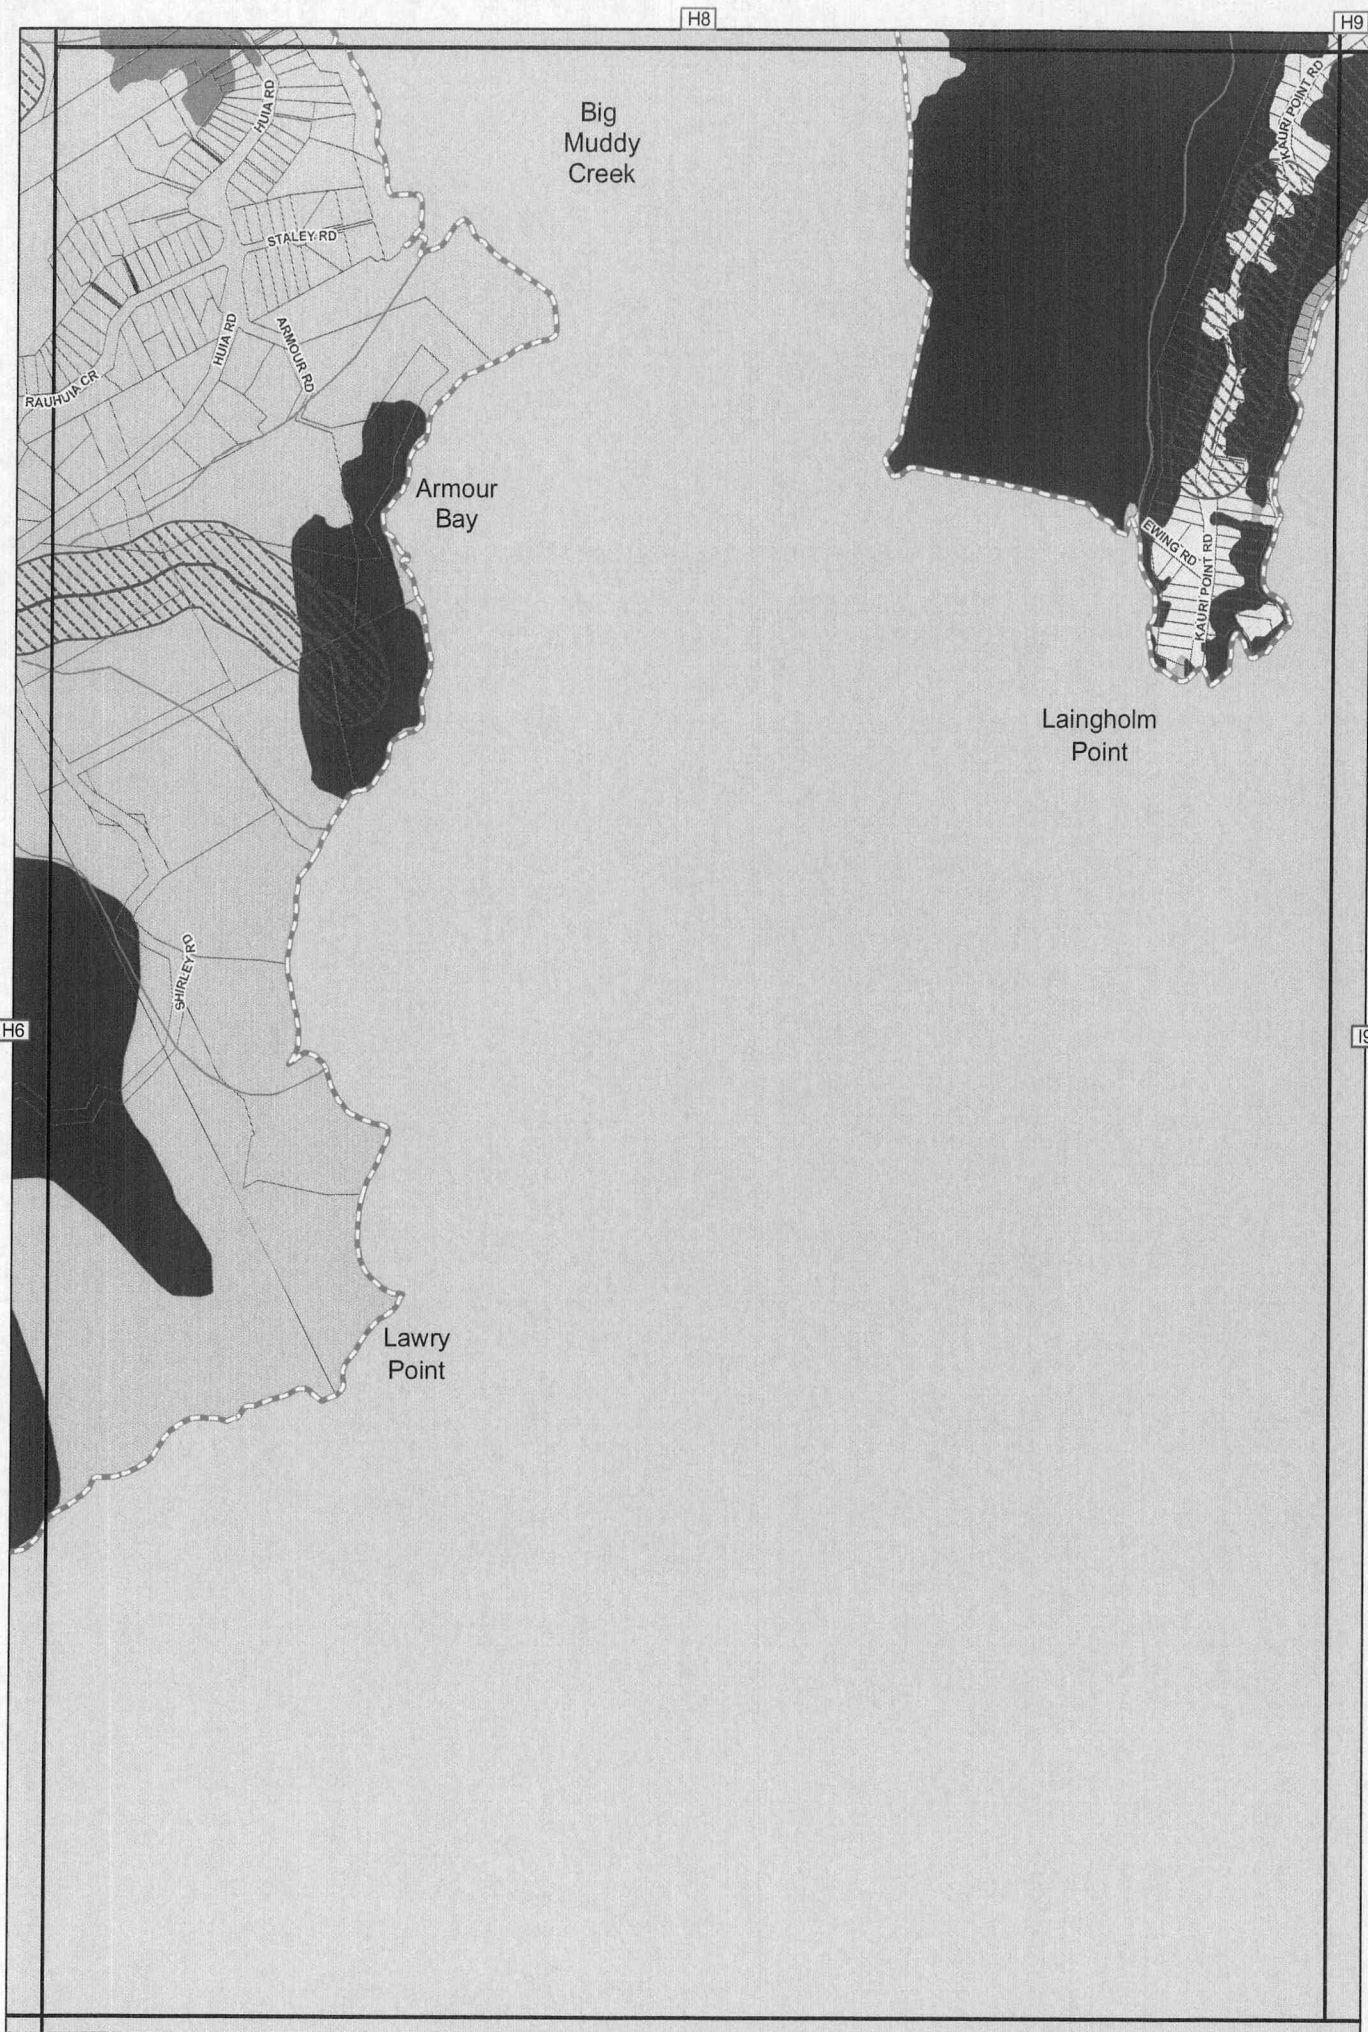 H8
H9
Big
Muddy
Creek
HUIA RD
KAURI POINT RD
STALEY RD
HUIA RD
ARMOUR RD
RAUHUIA CR
Armour
Bay
EWING RD
KAURI POINT RD
Laingholm
Point
SHIRLEY RD
H6
I9
Lawry
Point